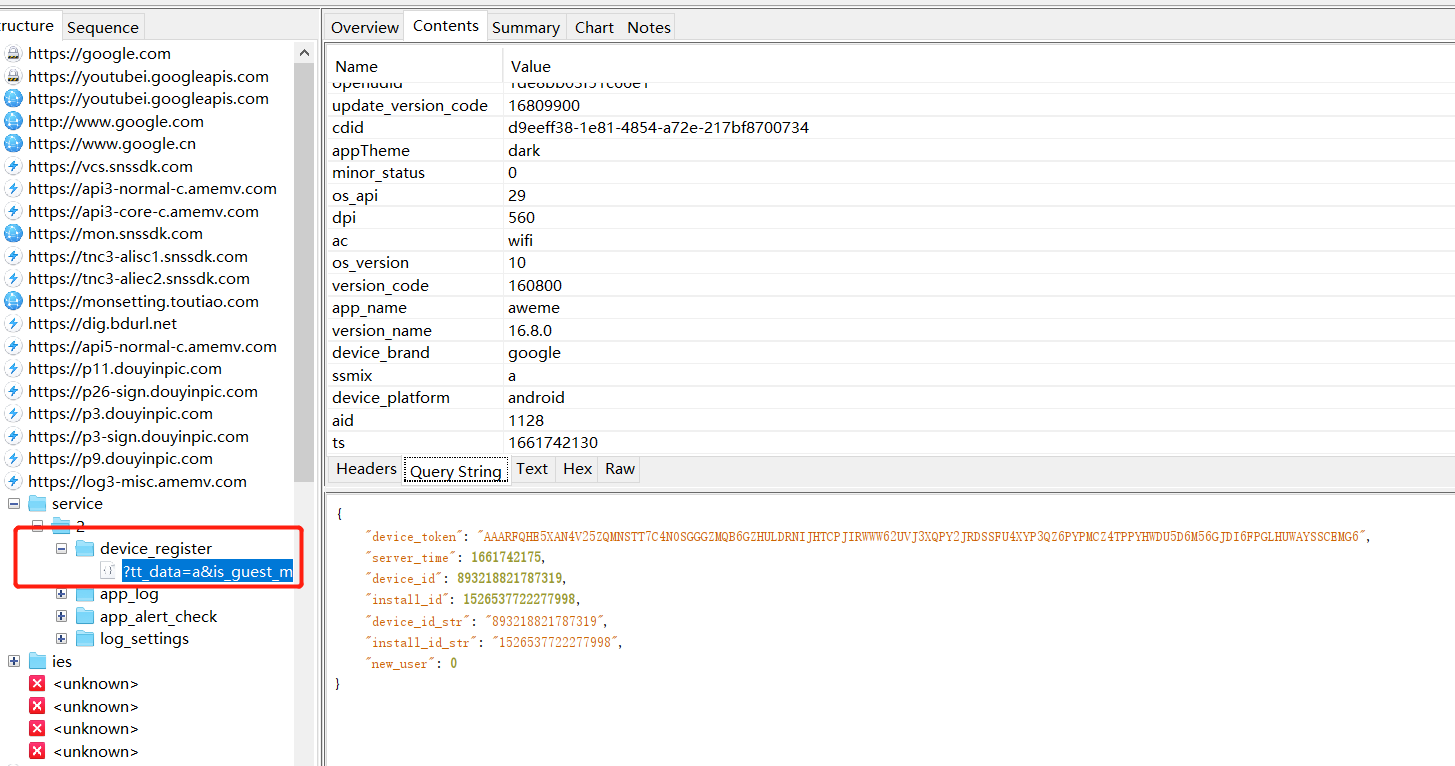 ructure
Sequence
https://google.com
https://youtubei.googleapis.com
https://youtubei.googleapis.com
http://www.google.com
https://www.google.cn
https://vcs.snssdk.com
https://api3-normal-c.amemv.com
https://api3-core-c.amemv.com
https://mon.snssdk.com
https://tnc3-alisc1.snssdk.com
https://tnc3-aliec2.snssdk.com
https://monsetting.toutiao.com
https://dig.bdurl.net
https://api5-normal-c.amemv.com
https://p11.douyinpic.com
https://p26-sign.douyinpic.com
https://p3.douyinpic.com
https://p3-sign.douyinpic.com
https://p9.douyinpic.com
https://log3-misc.amemv.com
service
2
device_register
?tt_data=a&is_guest_m
app_log
app_alert_check
log_settings
ies
<unknown>
<unknown>
<unknown>
<unknown>
Overview Contents Summary Chart Notes
Name Value
openudid
update_version_code 16809900
cdid d9eeff38-1e81-4854-a72e-217bf8700734
appTheme dark
minor_status 0
os_api 29
dpi 560
ac wifi
os_version 10
version_code 160800
app_name aweme
version_name 16.8.0
device_brand google
ssmix a
device_platform android
aid 1128
ts 1661742130
Headers Query String Text Hex Raw
{
"device_token": "AAARFQHE5XAN4V25ZQMNSTT7C4N0SGGGZMQB6GZHULDRNIJHTCPJIRWWW62UVJ3XQPY2JRDSSFU4XYP3QZ6PYPMCZ4TPPYHWDU5D6M56GJDI6FPGLHUWAYSSCEMG6",
"server_time": 1661742175,
"device_id": 893218821787319,
"install_id": 1526537722277998,
"device_id_str": "893218821787319",
"install_id_str": "1526537722277998",
"new_user": 0
}